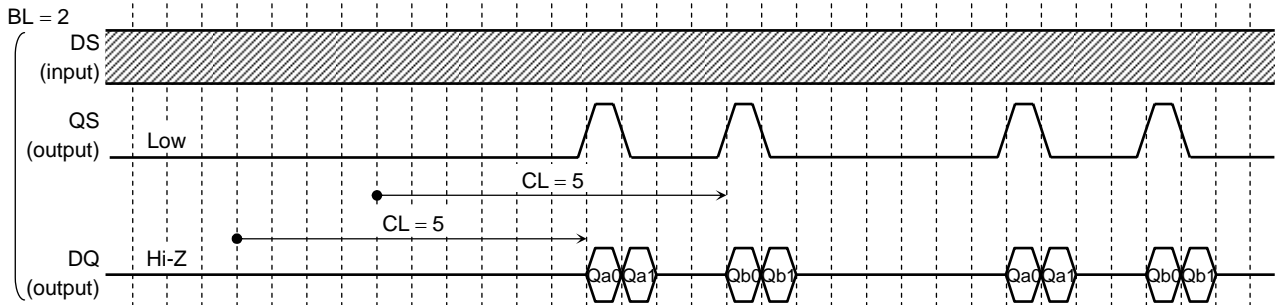 BL = 2
DS
(input)
QS
(output)
Low
CL = 5
CL = 5
DQ
(output)
Hi-Z
Qa0 Qa1 Qb0 Qb1 Qa0 Qa1 Qb0 Qb1